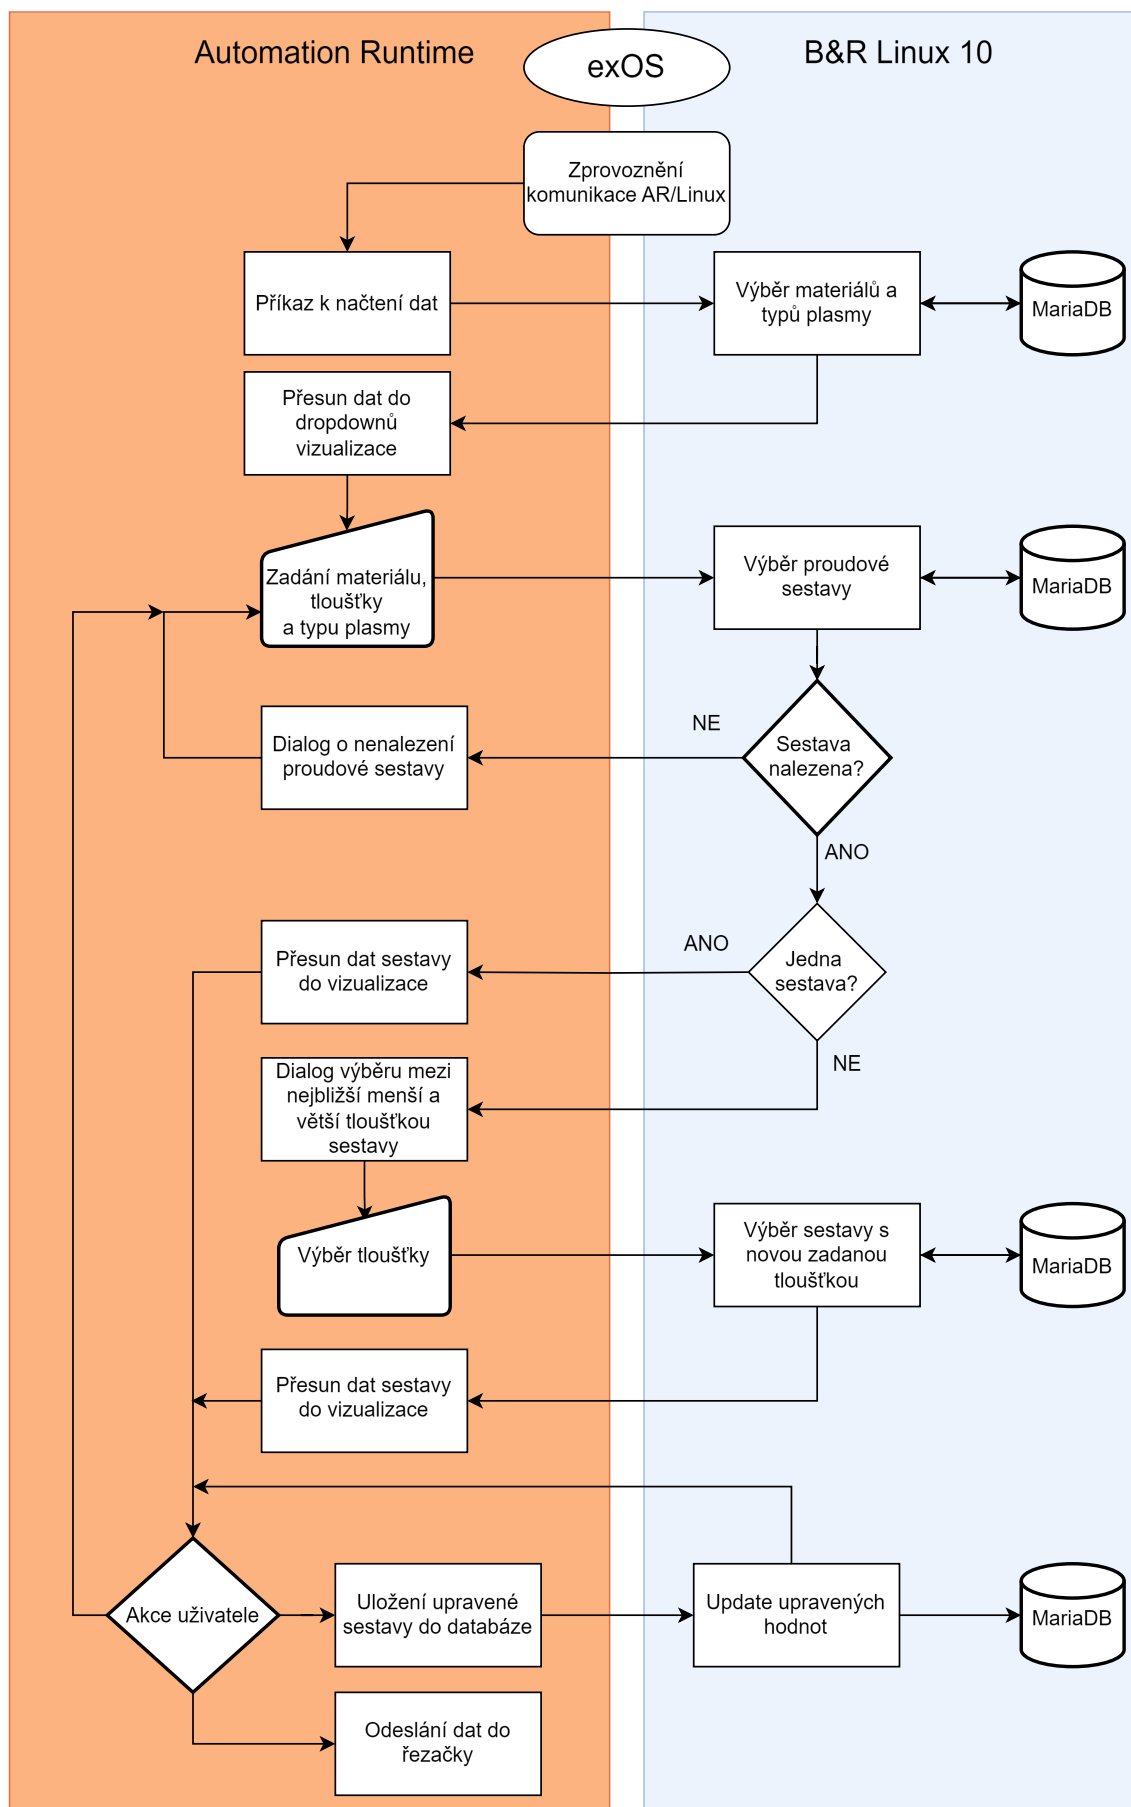 Automation Runtime
exOS
B&R Linux 10
Zprovoznění
komunikace AR/Linux
Příkaz k načtení dat
Výběr materiálů a
typů plasmy
MariaDB
Přesun dat do
dropdownů
vizualizace
Zadání materiálu,
tloušťky
a typu plasmy
Výběr proudové
sestavy
MariaDB
NE
Dialog o nenalezení
proudové sestavy
Sestava
nalezena?
ANO
ANO
Přesun dat sestavy
do vizualizace
Jedna
sestava?
NE
Dialog výběru mezi
nejbližší menší a
větší tloušťkou
sestavy
Výběr tloušťky
Výběr sestavy s
novou zadanou
tloušťkou
MariaDB
Přesun dat sestavy
do vizualizace
Akce uživatele
Uložení upravené
sestavy do databáze
Update upravených
hodnot
MariaDB
Odeslání dat do
řezačky